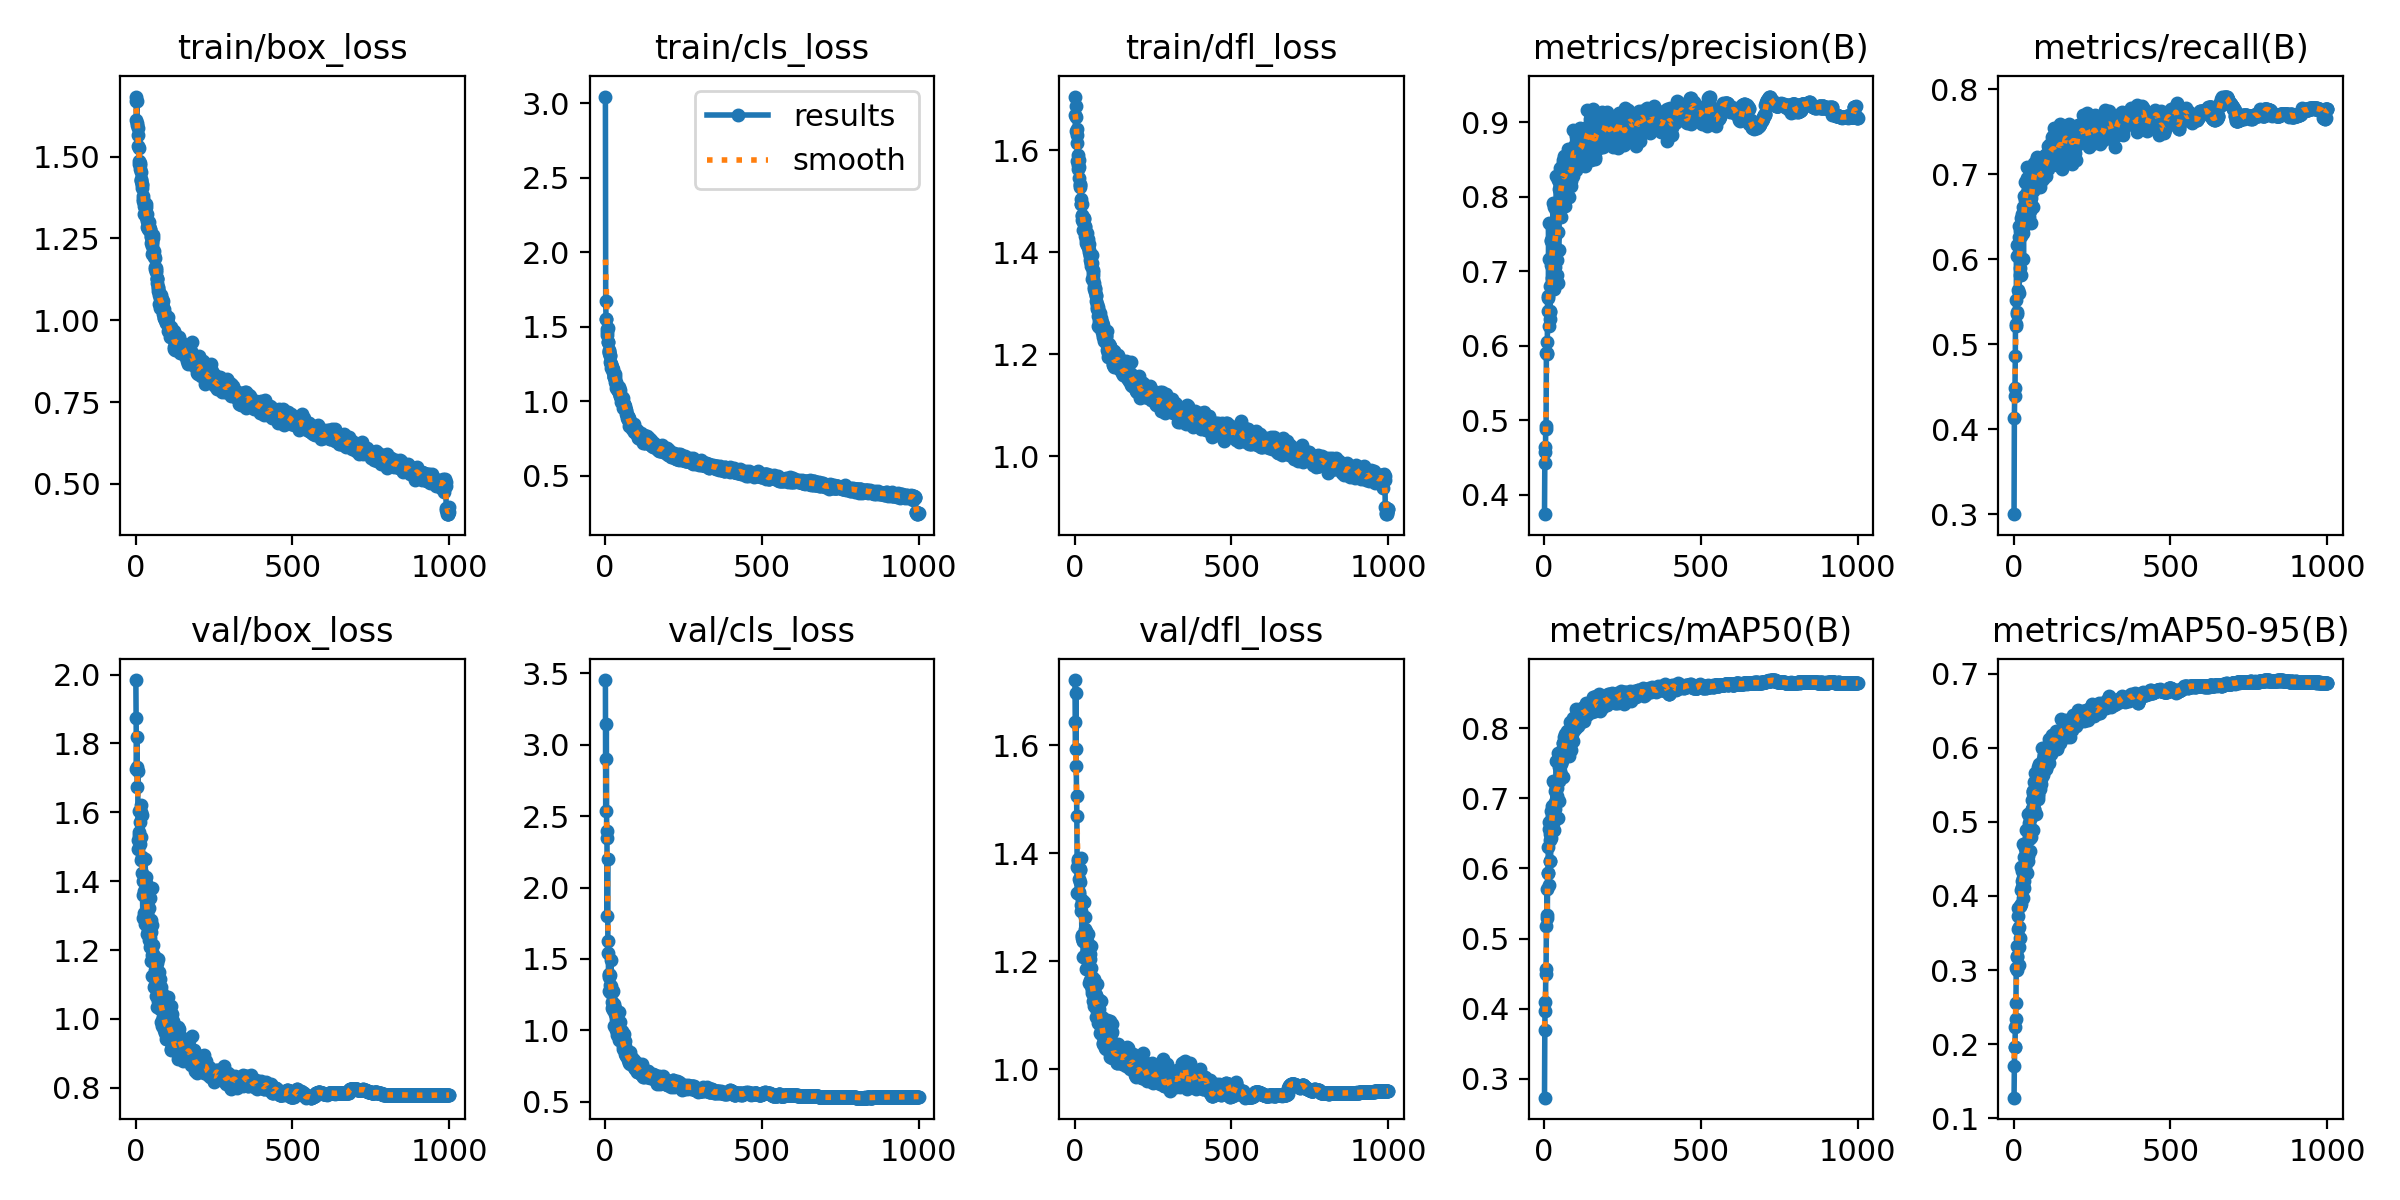 train/box_loss
1.50
1.25
1.00
0.75
0.50
0 500 1000
train/cls_loss
results
smooth
3.0
2.5
2.0
1.5
1.0
0.5
0 500 1000
train/dfl_loss
1.6
1.4
1.2
1.0
0 500 1000
metrics/precision(B)
0.9
0.8
0.7
0.6
0.5
0.4
0 500 1000
metrics/recall(B)
0.8
0.7
0.6
0.5
0.4
0.3
0 500 1000
val/box_loss
2.0
1.8
1.6
1.4
1.2
1.0
0.8
0 500 1000
val/cls_loss
3.5
3.0
2.5
2.0
1.5
1.0
0.5
0 500 1000
val/dfl_loss
1.6
1.4
1.2
1.0
0 500 1000
metrics/mAP50(B)
0.8
0.7
0.6
0.5
0.4
0.3
0 500 1000
metrics/mAP50-95(B)
0.7
0.6
0.5
0.4
0.3
0.2
0.1
0 500 1000